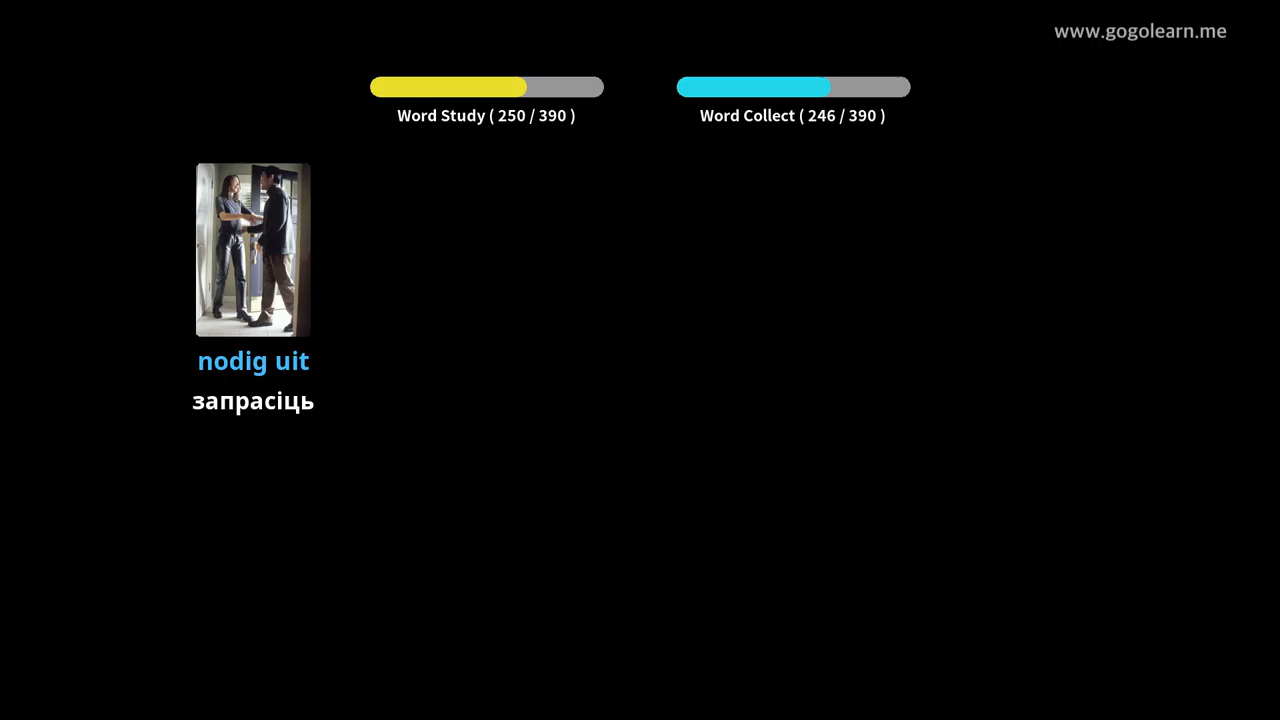 www.gogolearn.me
Word Study ( 250 / 390 )
Word Collect ( 246 / 390 )
nodig uit
запрасіць